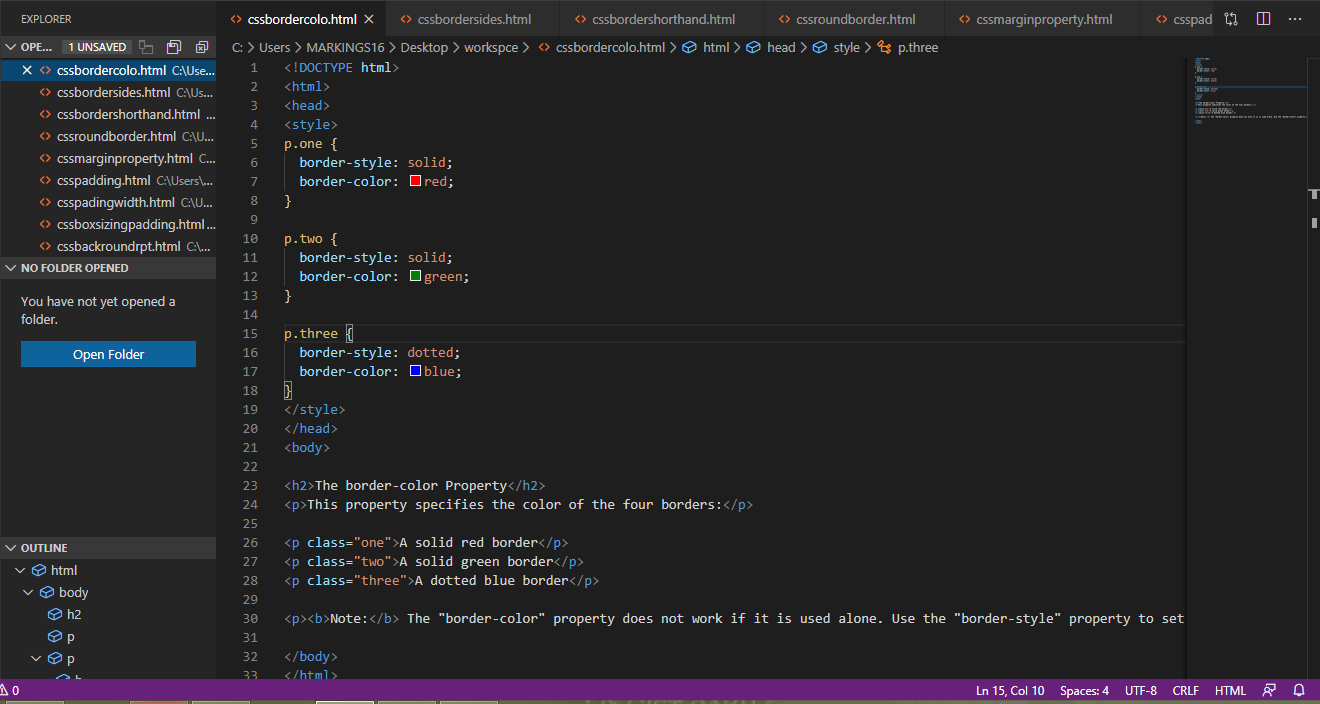 EXPLORER
cssbordercolo.html
cssbordersides.html
cssbordershorthand.html
cssroundborder.html
cssmarginproperty.html
csspad
OPE... 1 UNSAVED
C: > Users > MARKINGS16 > Desktop > workspce > cssbordercolo.html > html > head > style > p.three
cssbordercolo.html C:\Use...
cssbordersides.html C:\Us...
cssbordershorthand.html ...
cssroundborder.html C:\U...
cssmarginproperty.html C...
csspadding.html C:\Users\...
csspadingwidth.html C:\U...
cssboxsizingpadding.html ...
cssbackroundrpt.html C:\...
NO FOLDER OPENED
You have not yet opened a
folder.
Open Folder
OUTLINE
html
body
h2
p
p
1 <!DOCTYPE html>
2 <html>
3 <head>
4 <style>
5 p.one {
6 border-style: solid;
7 border-color: red;
8 }
9
10 p.two {
11 border-style: solid;
12 border-color: green;
13 }
14
15 p.three {
16 border-style: dotted;
17 border-color: blue;
18 }
19 </style>
20 </head>
21 <body>
22
23 <h2>The border-color Property</h2>
24 <p>This property specifies the color of the four borders:</p>
25
26 <p class="one">A solid red border</p>
27 <p class="two">A solid green border</p>
28 <p class="three">A dotted blue border</p>
29
30 <p><b>Note:</b> The "border-color" property does not work if it is used alone. Use the "border-style" property to set
31
32 </body>
33 </html>
0
Ln 15, Col 10 Spaces: 4 UTF-8 CRLF HTML